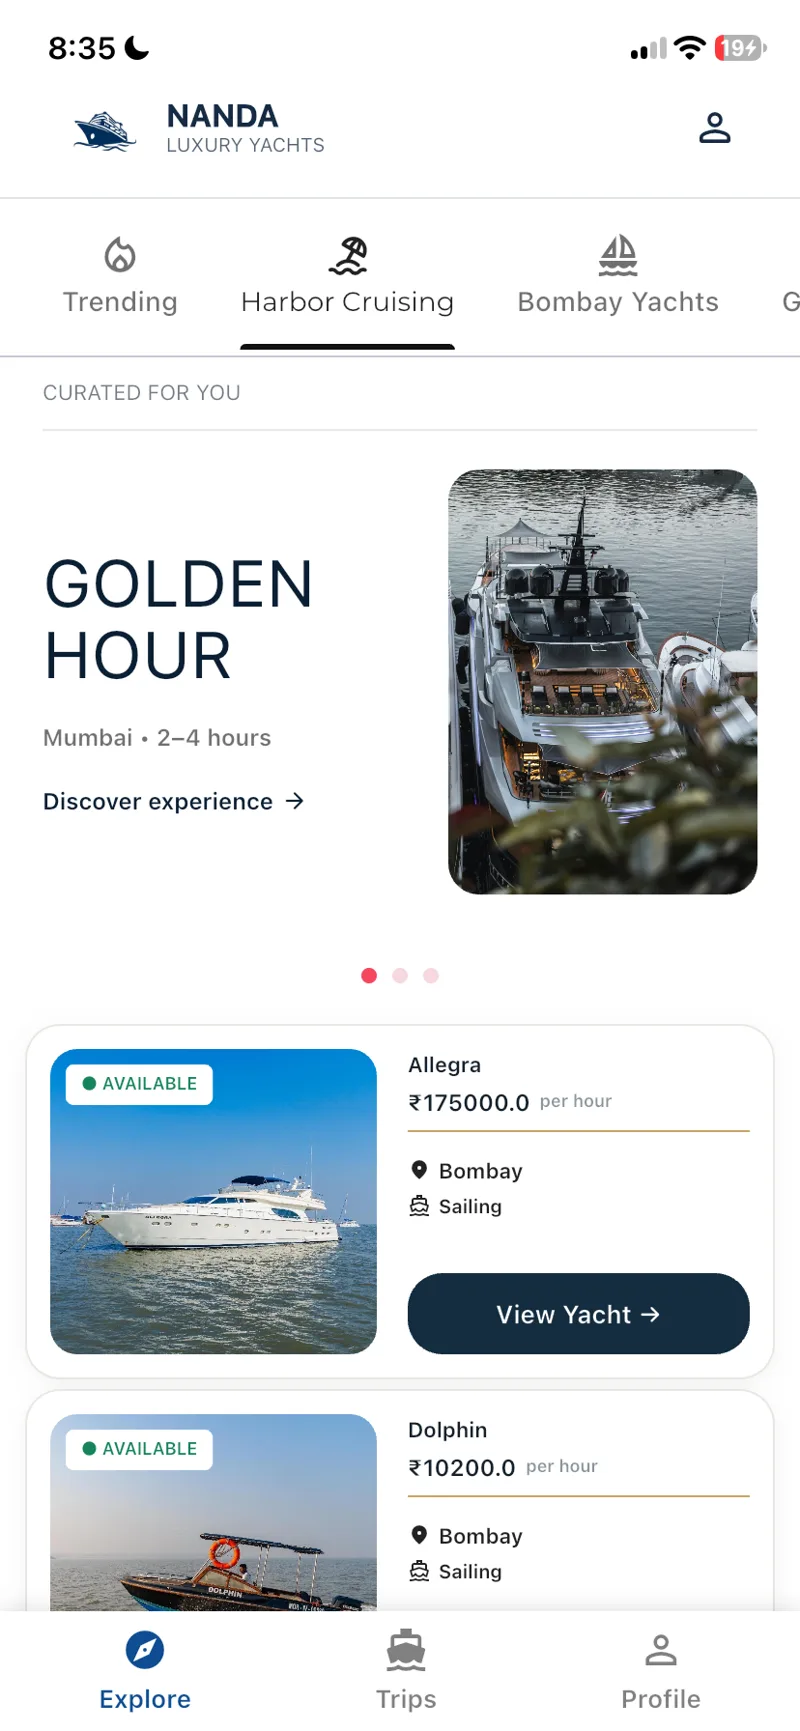 8:35
19
NANDA
LUXURY YACHTS
Trending
Harbor Cruising
Bombay Yachts
G
CURATED FOR YOU
GOLDEN
HOUR
Mumbai • 2–4 hours
Discover experience →
AVAILABLE
Allegra
₹175000.0 per hour
Bombay
Sailing
View Yacht →
AVAILABLE
DOLPHIN
Dolphin
₹10200.0 per hour
Bombay
Sailing
Explore
Trips
Profile